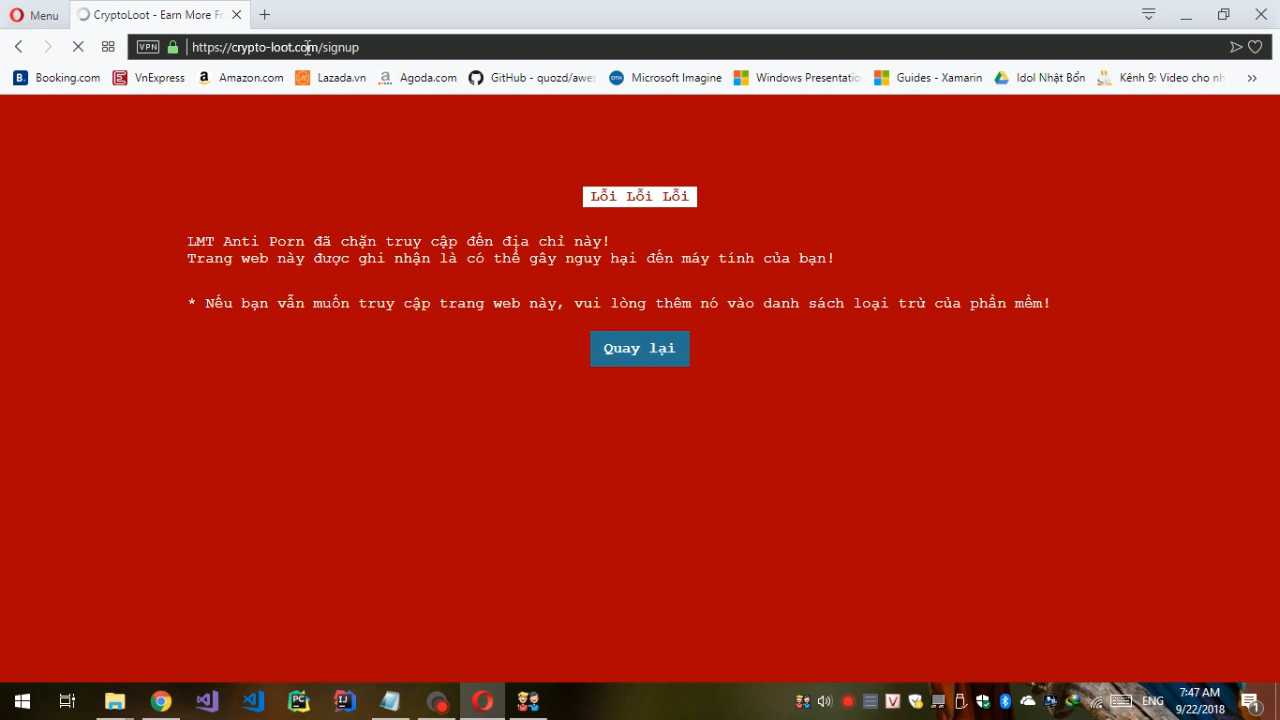 Menu
CryptoLoot - Earn More Fr
VPN
https://crypto-loot.com/signup
B.
Booking.com
VnExpress
Amazon.com
Lazada.vn
Agoda.com
GitHub - quozd/awes
Microsoft Imagine
Windows Presentatio
Guides - Xamarin
Idol Nhật Bổn
Kênh 9: Video cho nh
Lỗi Lỗi Lỗi
LMT Anti Porn đã chặn truy cập đến địa chỉ này!
Trang web này được ghi nhận là có thể gây nguy hại đến máy tính của bạn!
* Nếu bạn vẫn muốn truy cập trang web này, vui lòng thêm nó vào danh sách loại trừ của phần mềm!
Quay lại
PC
IJ
V
ENG
7:47 AM
9/22/2018
1